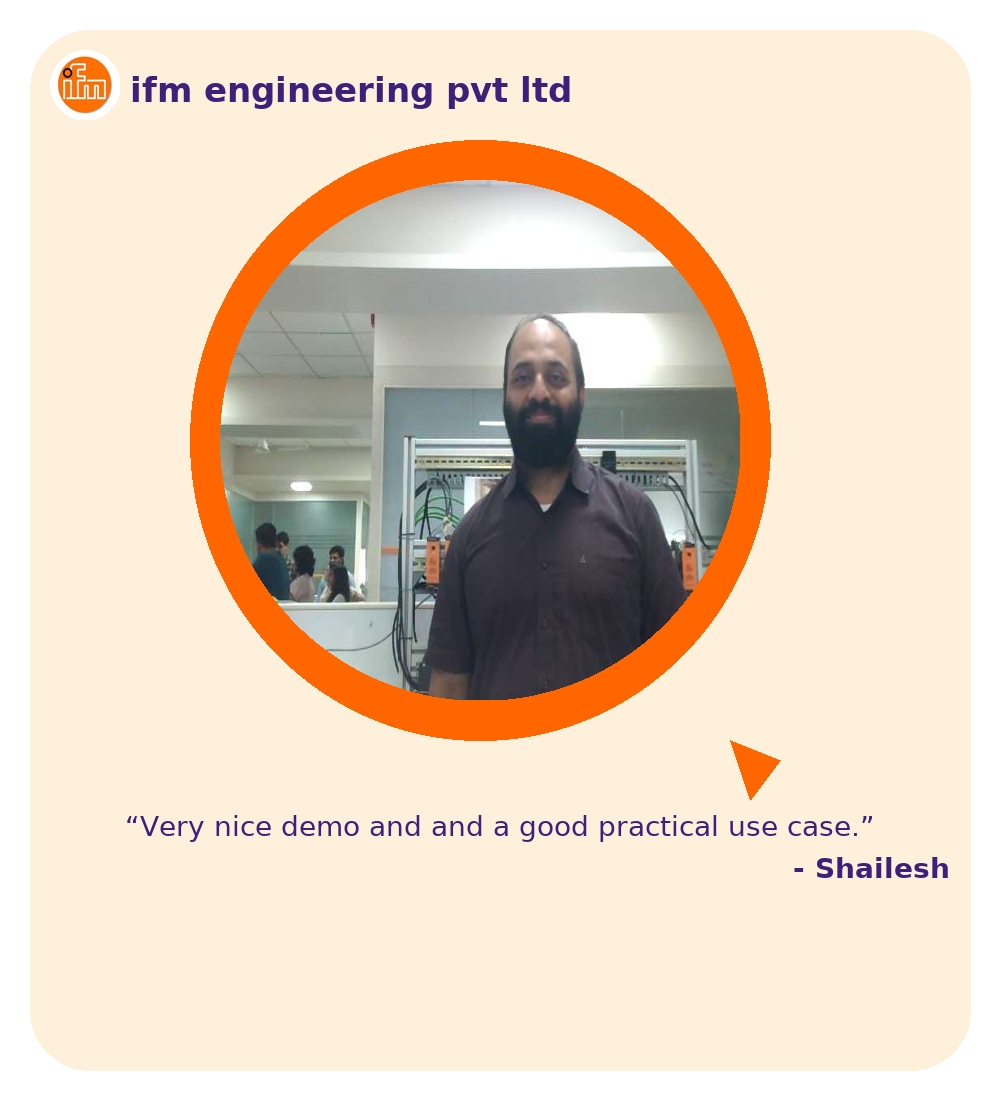 ifm
ifm engineering pvt ltd
“Very nice demo and and a good practical use case.”
- Shailesh